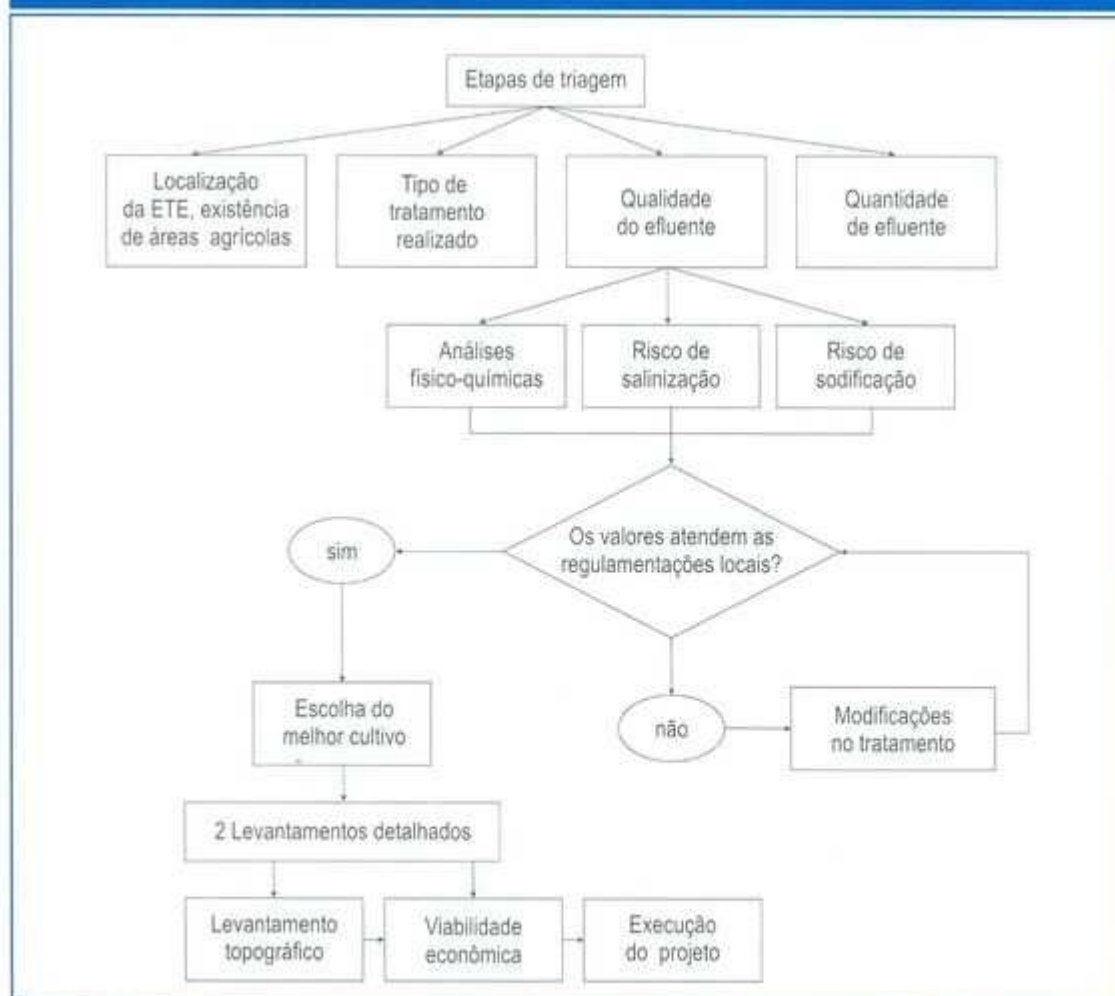 Etapas de triagem
Localização
da ETE, existência
de áreas agrícolas
Tipo de
tratamento
realizado
Qualidade
do efluente
Quantidade
de efluente
Análises
físico-químicas
Risco de
salinização
Risco de
sodificação
Os valores atendem as
regulamentações locais?
sim
não
Modificações
no tratamento
Escolha do
melhor cultivo
2 Levantamentos detalhados
Levantamento
topográfico
Viabilidade
econômica
Execução
do projeto